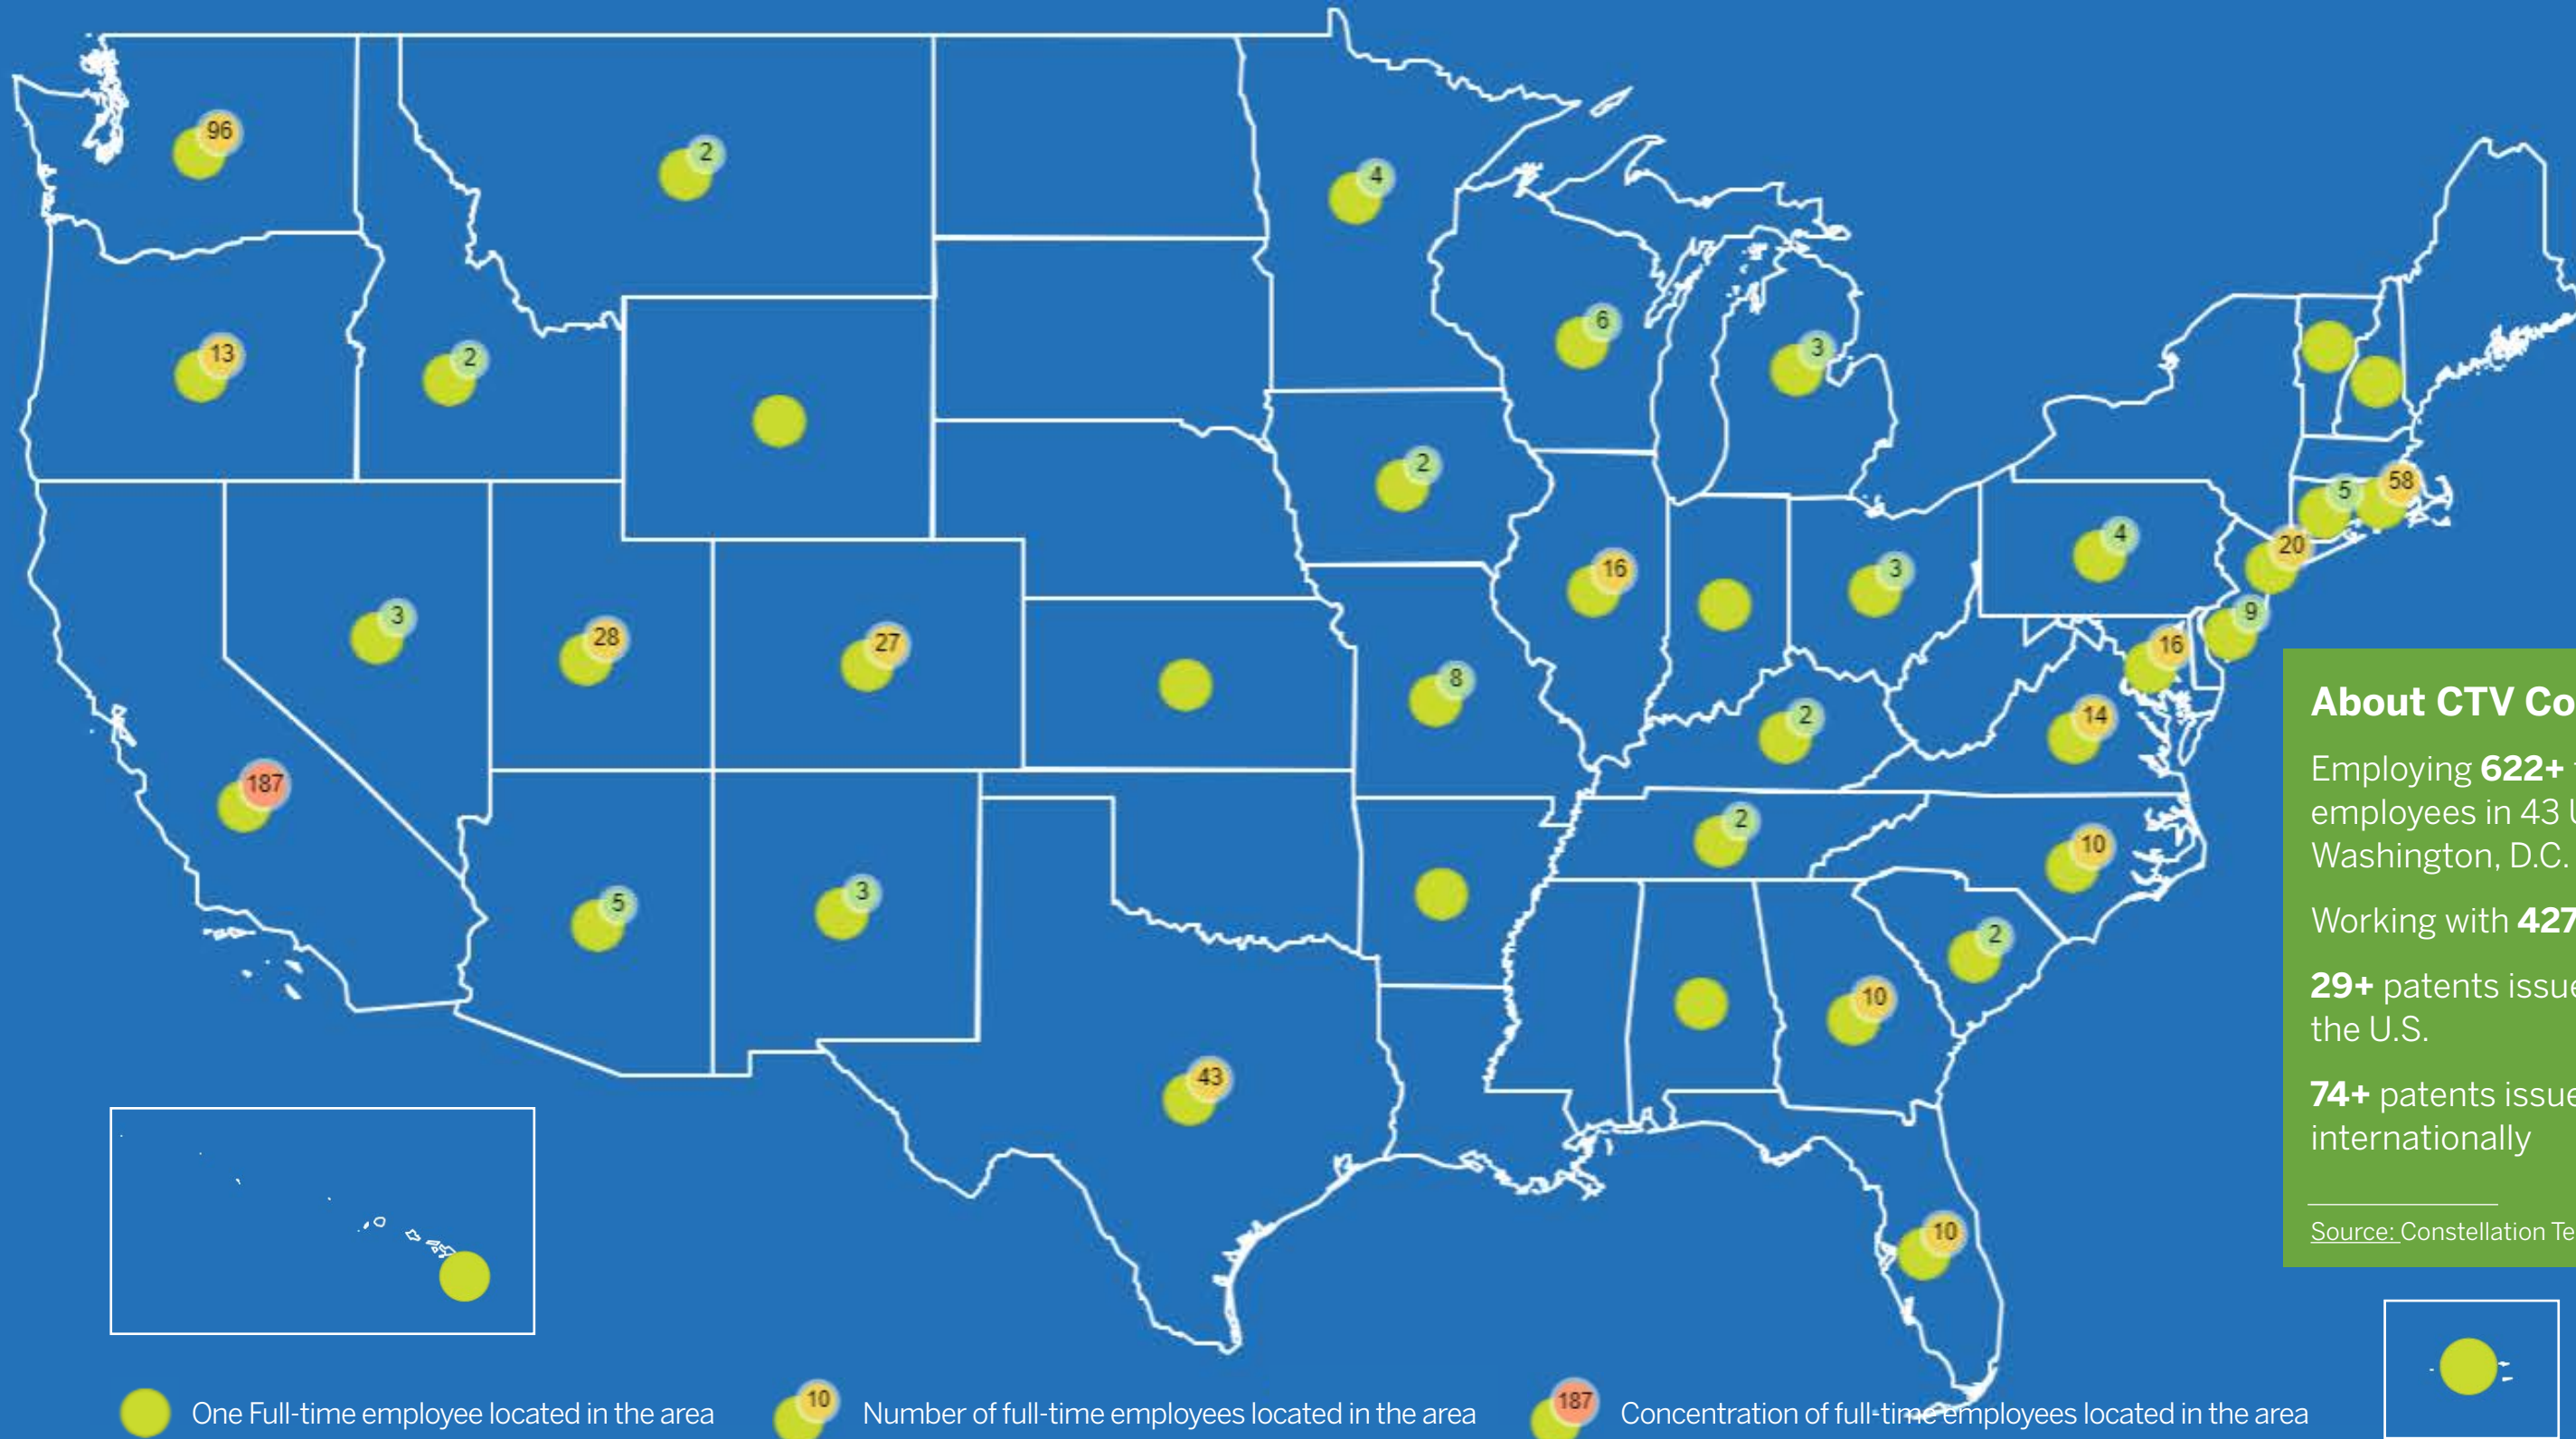 96
2
4
13
2
6
3
2
5
58
20
16
3
4
9
3
28
27
8
16
2
14
187
2
10
5
3
2
10
43
10
About CTV Co
Employing 622+
employees in 43 U
Washington, D.C.
Working with 427
29+ patents issue
the U.S.
74+ patents issue
internationally
Source: Constellation Te
One Full-time employee located in the area
10 Number of full-time employees located in the area
187 Concentration of full-time employees located in the area